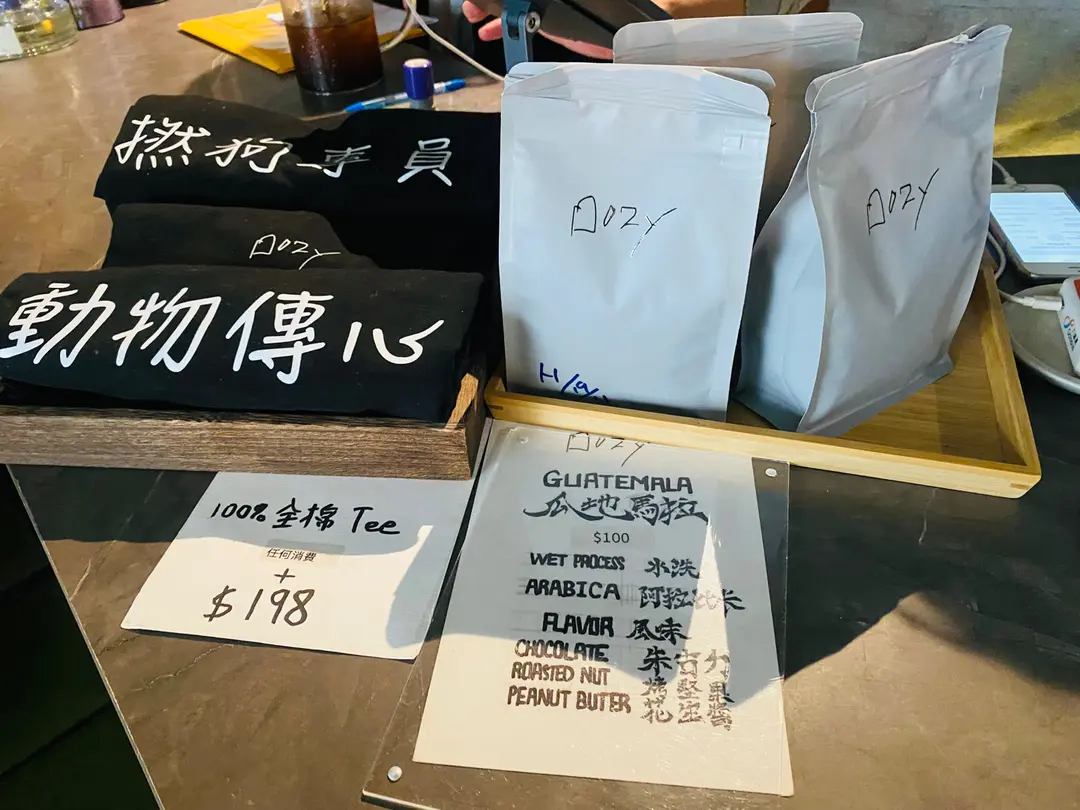 撚狗專員
Dozy
動物傳心
Dozy
Dozy
100% 全棉 Tee
任何消費
+
$198
Dozy
GUATEMALA
瓜地馬拉
$100
WET PROCESS 水洗
ARABICA 阿拉比卡
FLAVOR 風味
CHOCOLATE 朱古力
ROASTED NUT 烤堅果
PEANUT BUTER 花生醬